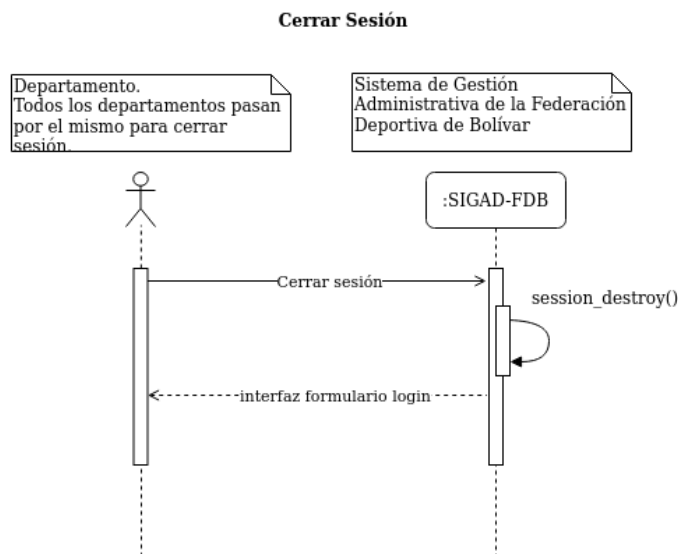 Cerrar Sesión
Departamento.
Todos los departamentos pasan
por el mismo para cerrar
sesión.
Sistema de Gestión
Administrativa de la Federación
Deportiva de Bolívar
:SIGAD-FDB
Cerrar sesión
session_destroy()
interfaz formulario login